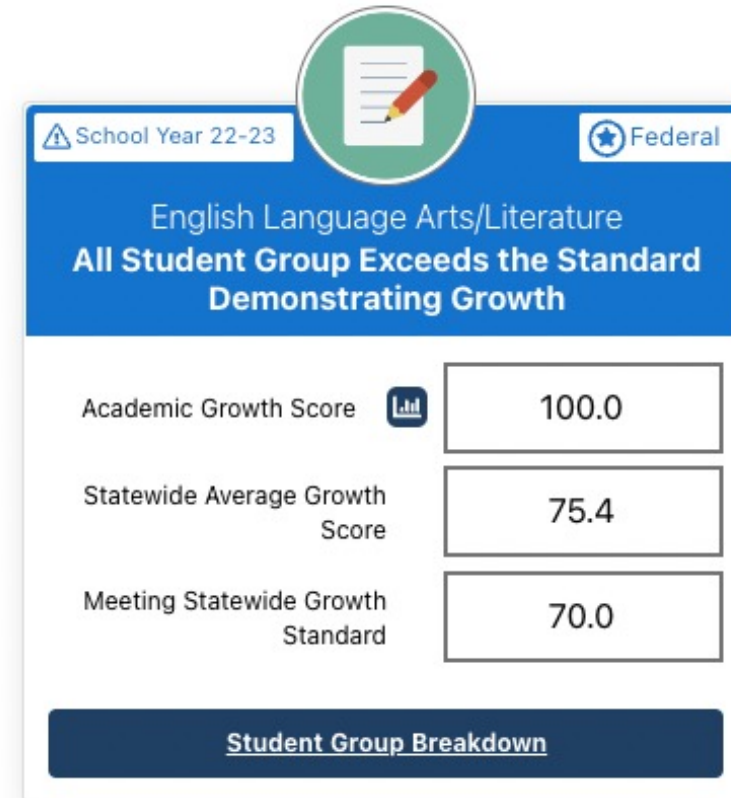 School Year 22-23
Federal
English Language Arts/Literature
All Student Group Exceeds the Standard
Demonstrating Growth
Academic Growth Score
100.0
Statewide Average Growth
Score
75.4
Meeting Statewide Growth
Standard
70.0
Student Group Breakdown